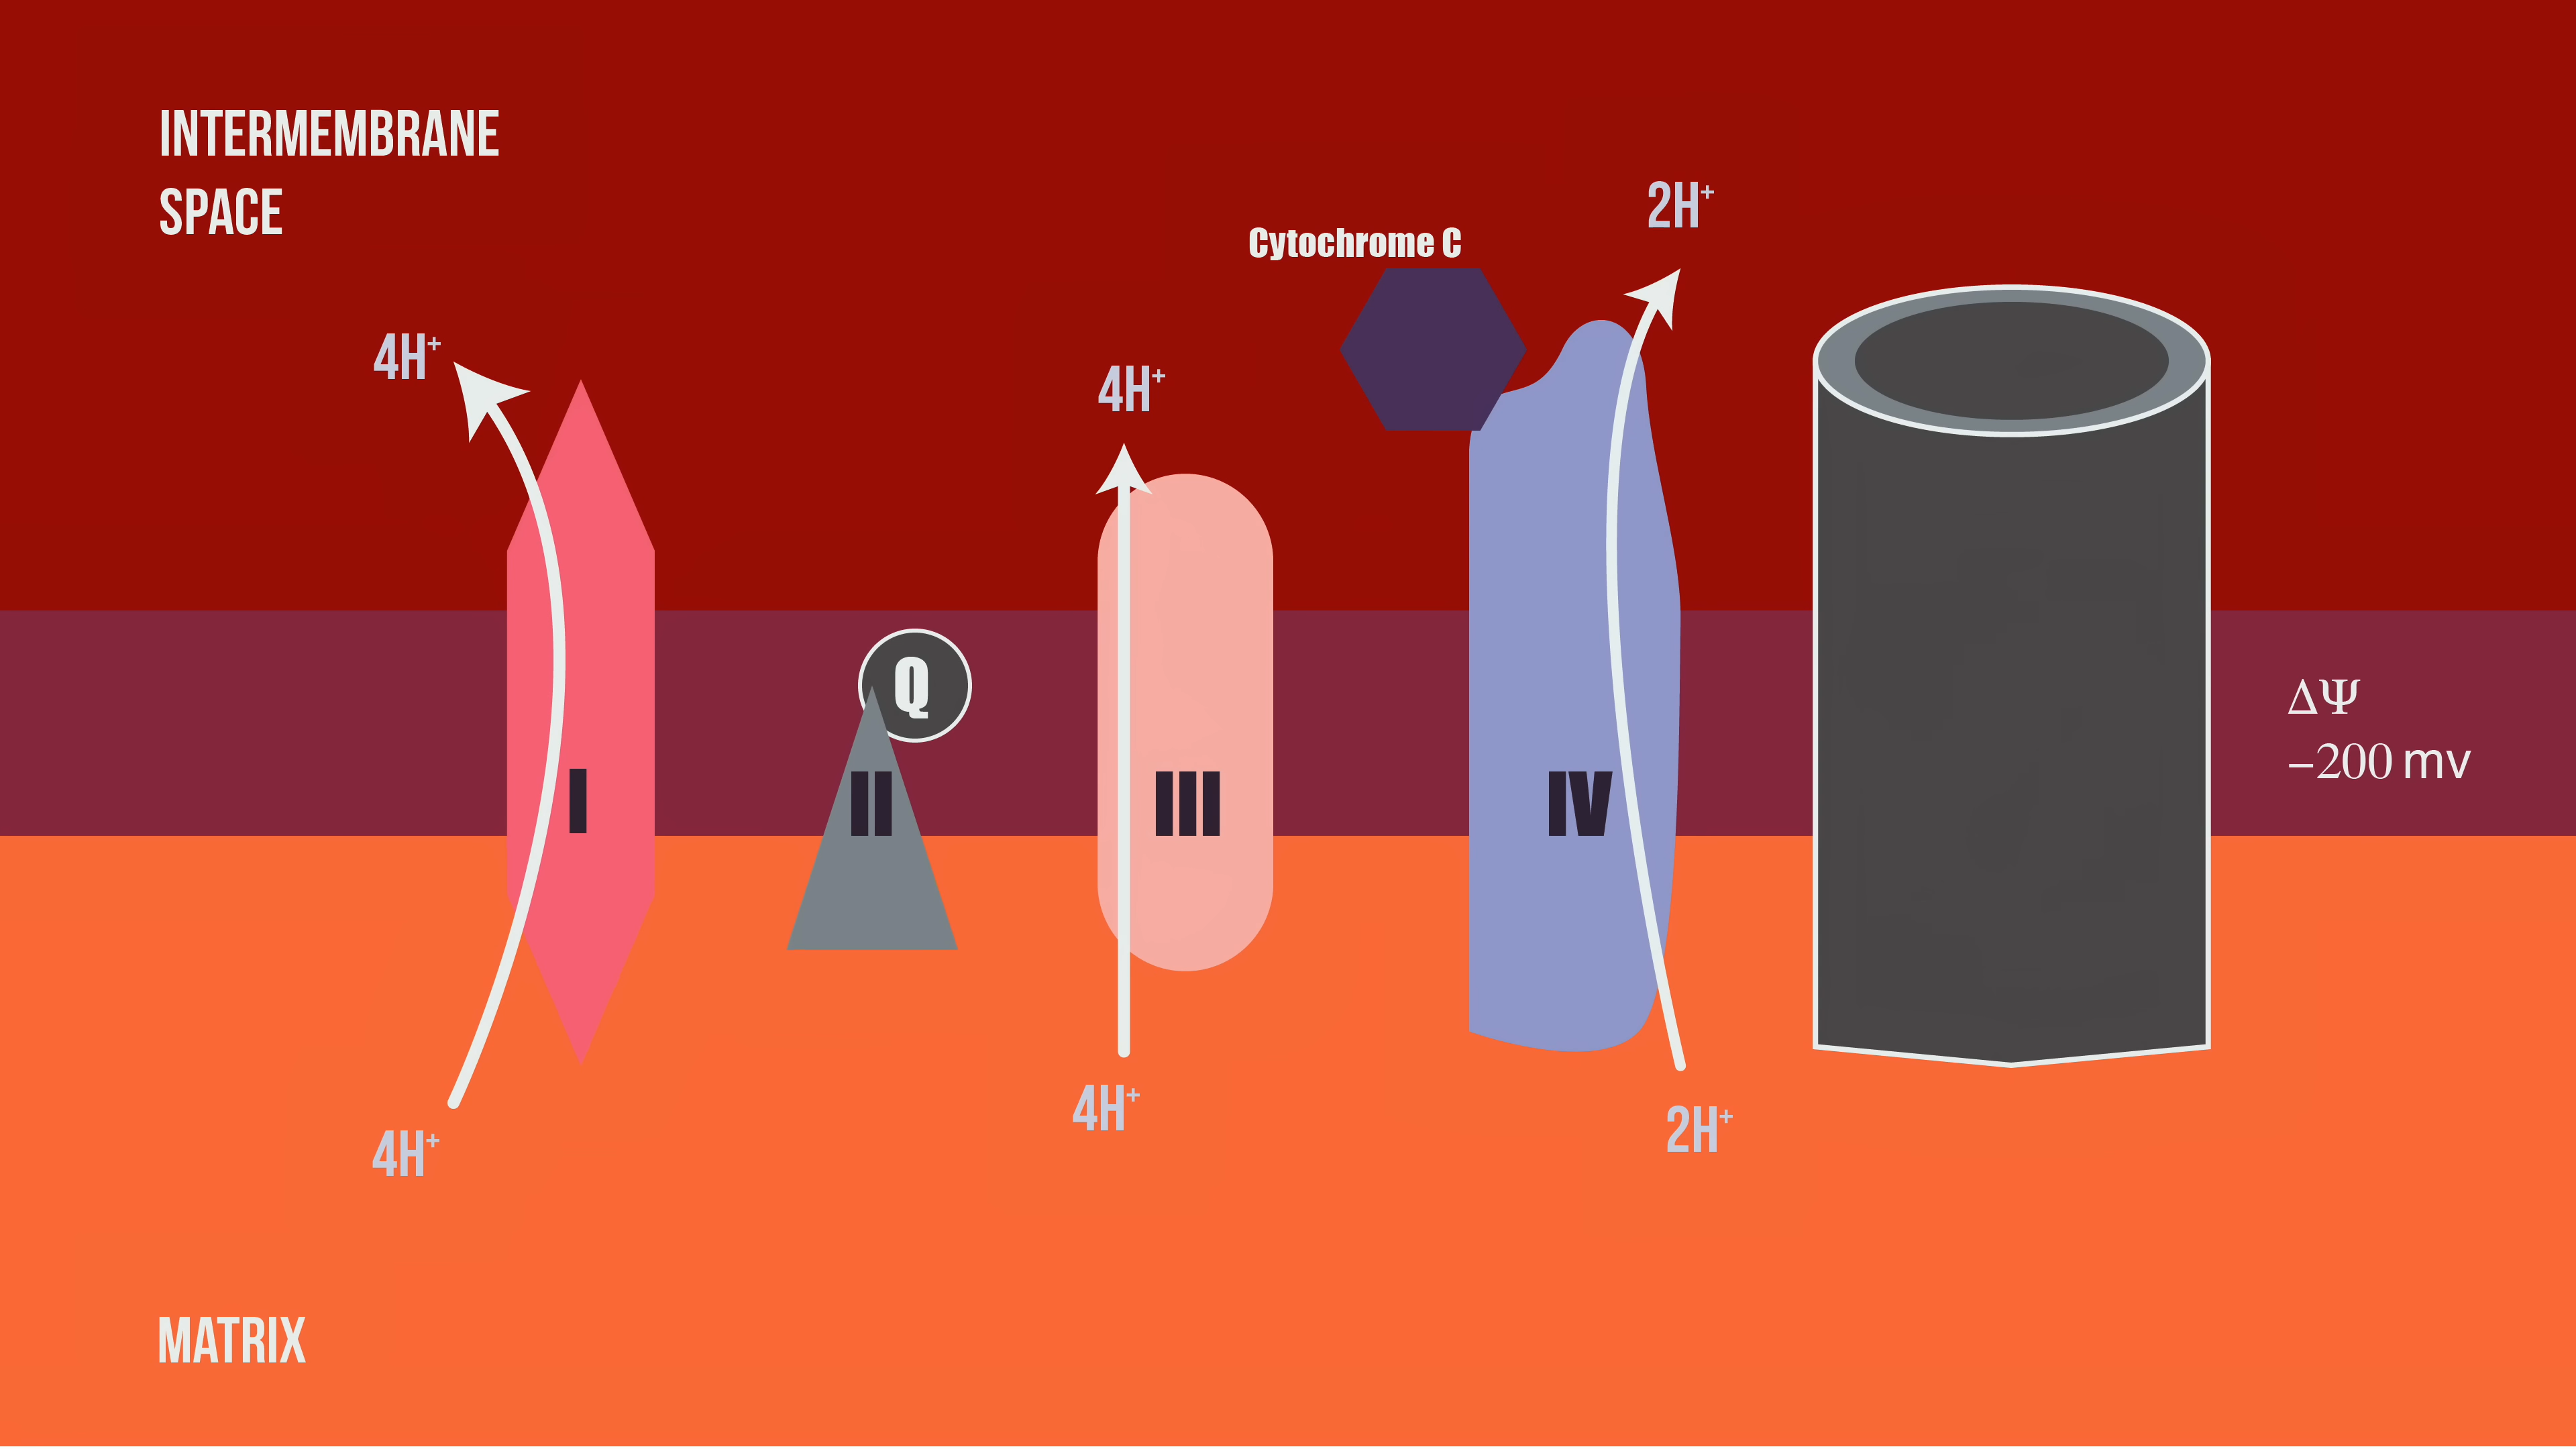 INTERMEMBRANE
SPACE
2H⁺
Cytochrome C
4H⁺
4H⁺
Q
ΔΨ
−200 mv
I
II
III
IV
4H⁺
2H⁺
4H⁺
MATRIX